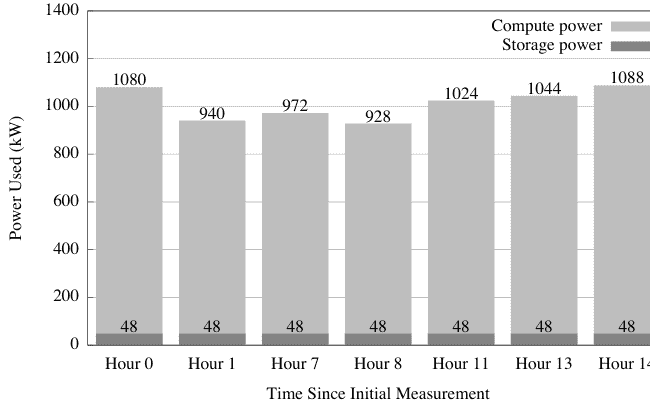 1400
Compute power
Storage power
1200
1080
940
972
928
1024
1044
1088
1000
800
600
400
200
48 48 48 48 48 48 48
0
Hour 0 Hour 1 Hour 7 Hour 8 Hour 11 Hour 13 Hour 14
Power Used (kW)
Time Since Initial Measurement